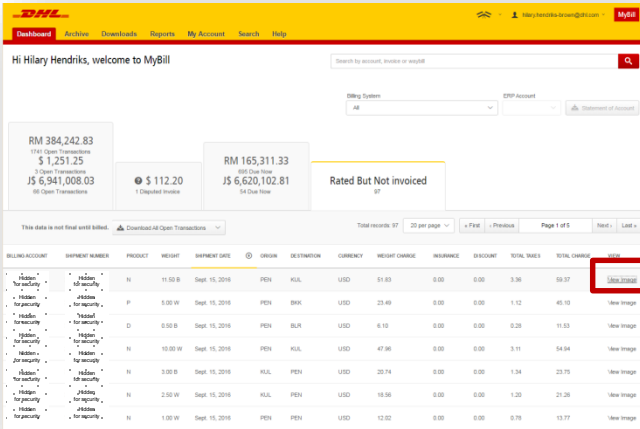 DHL
hilary.hendriks-brown@dhl.com MyBill
Dashboard Archive Downloads Reports My Account Search Help
Hi Hilary Hendriks, welcome to MyBill
Search by account, invoice or waybill
Billing System ERP Account
All Statement of Account
RM 384,242.83
1741 Open Transactions
$ 1,251.25
3 Open Transactions
J$ 6,941,008.03
66 Open Transactions
$ 112.20
1 Disputed Invoice
RM 165,311.33
695 Due Now
J$ 6,620,102.81
54 Due Now
Rated But Not invoiced
97
This data is not final until billed. Download All Open Transactions Total records: 97 20 per page « First ‹ Previous Page 1 of 5 Next › Last »
BILLING ACCOUNT SHIPMENT NUMBER PRODUCT WEIGHT SHIPMENT DATE ORIGIN DESTINATION CURRENCY WEIGHT CHARGE INSURANCE DISCOUNT TOTAL TAXES TOTAL CHARGE VIEW
Hidden for security Hidden for security N 11.50 B Sept. 15, 2016 PEN KUL USD 51.83 0.00 0.00 3.36 59.37 View Image
Hidden for security Hidden for security P 5.00 W Sept. 15, 2016 PEN BKK USD 23.49 0.00 0.00 1.12 45.10 View Image
Hidden for security Hidden for security D 0.50 B Sept. 15, 2016 PEN BLR USD 6.10 0.00 0.00 0.28 11.53 View Image
Hidden for security Hidden for security N 10.00 W Sept. 15, 2016 PEN KUL USD 47.96 0.00 0.00 3.11 54.94 View Image
Hidden for security Hidden for security N 3.00 B Sept. 15, 2016 KUL PEN USD 20.74 0.00 0.00 1.34 23.70 View Image
Hidden for security Hidden for security N 2.50 W Sept. 15, 2016 KUL PEN USD 18.56 0.00 0.00 1.20 21.26 View Image
Hidden for security Hidden for security N 1.00 W Sept. 15, 2016 KUL PEN USD 12.02 0.00 0.00 0.78 13.77 View Image